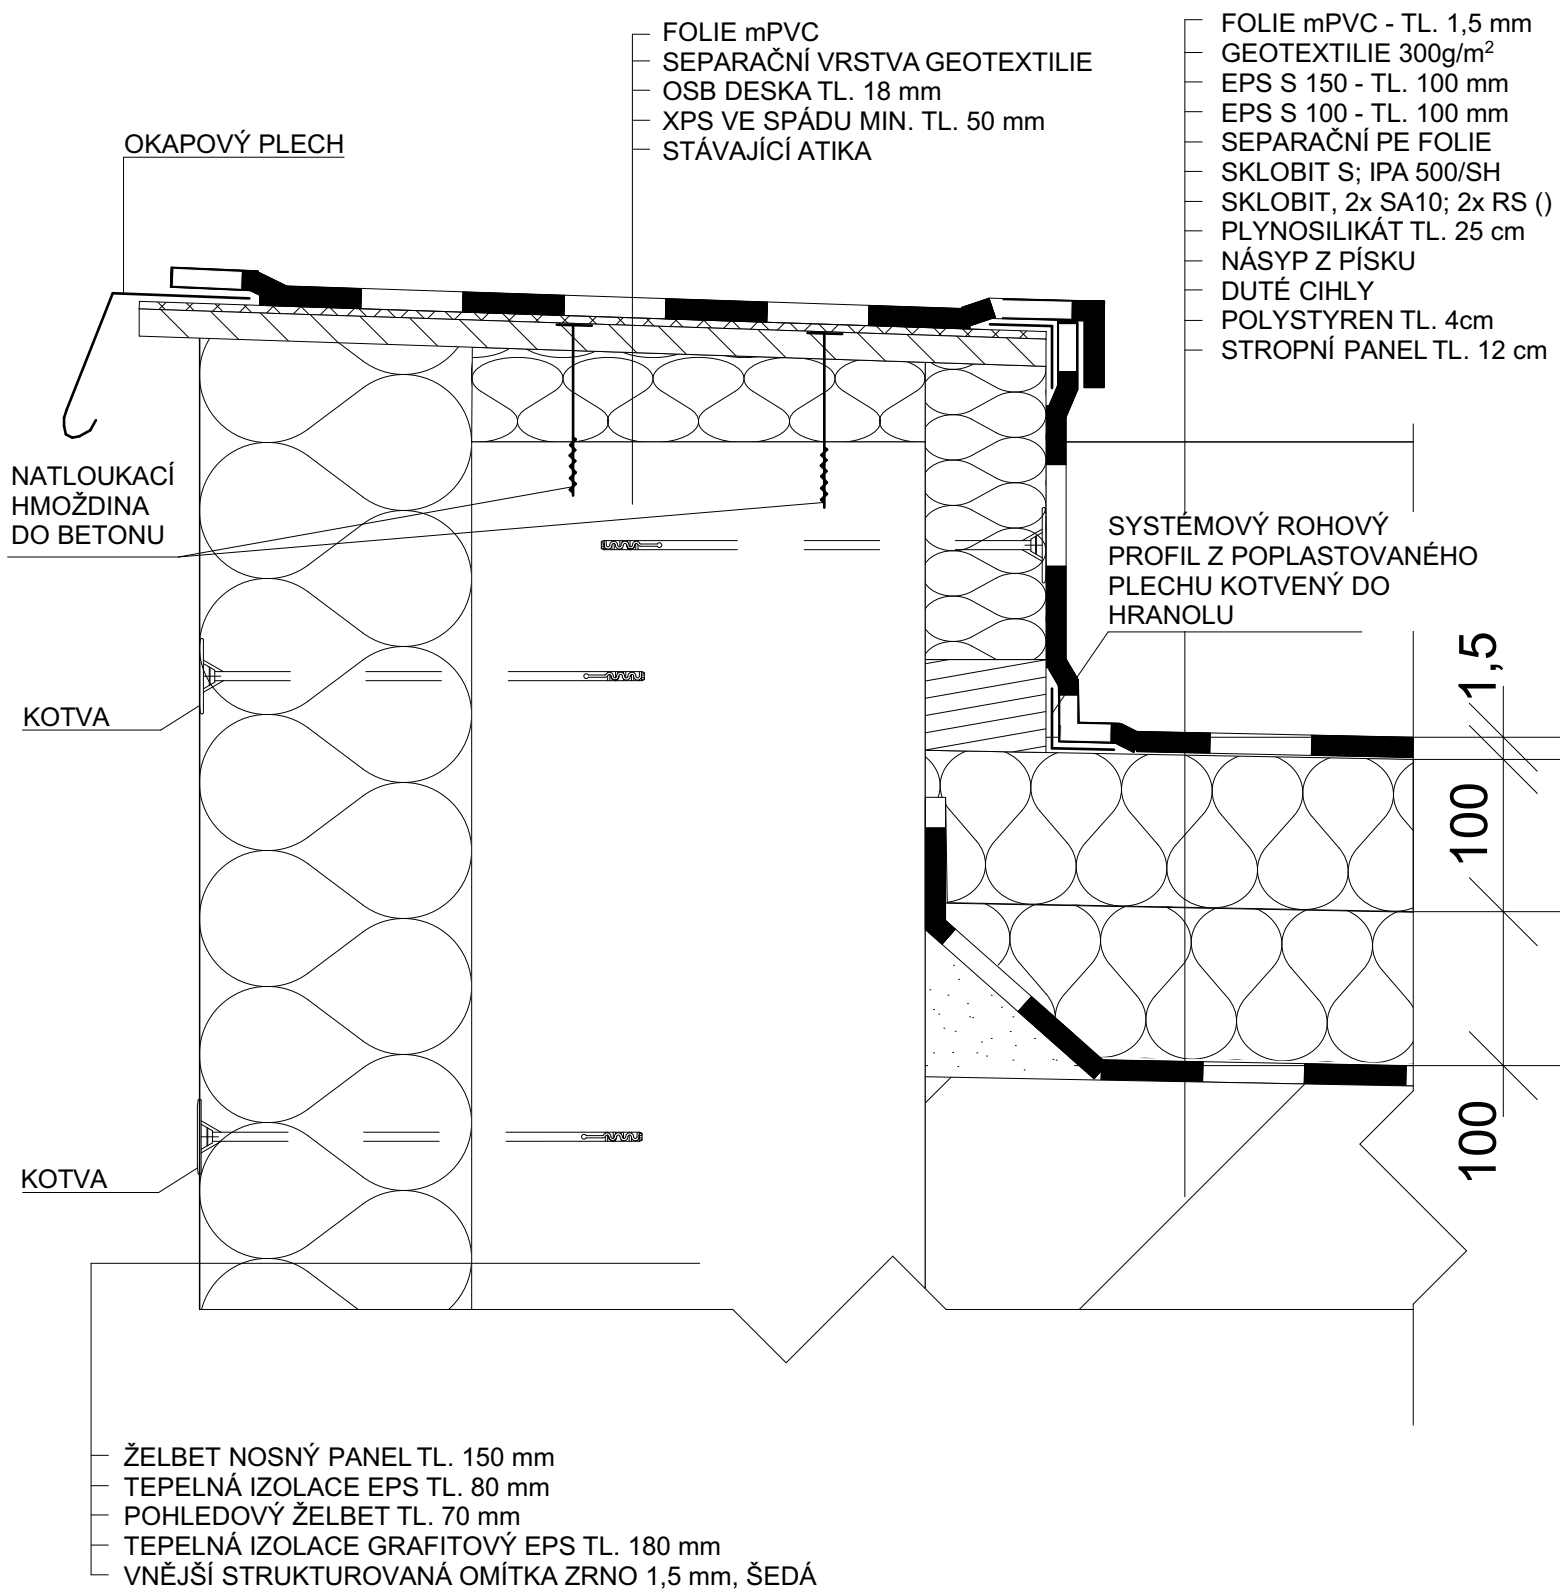 FOLIE mPVC
SEPARAČNÍ VRSTVA GEOTEXTILIE
OSB DESKA TL. 18 mm
XPS VE SPÁDU MIN. TL. 50 mm
STÁVAJÍCÍ ATIKA
FOLIE mPVC - TL. 1,5 mm
GEOTEXTILIE 300g/m²
EPS S 150 - TL. 100 mm
EPS S 100 - TL. 100 mm
SEPARAČNÍ PE FOLIE
SKLOBIT S; IPA 500/SH
SKLOBIT, 2x SA10; 2x RS ()
PLYNOSILIKÁT TL. 25 cm
NÁSYP Z PÍSKU
DUTÉ CIHLY
POLYSTYREN TL. 4cm
STROPNÍ PANEL TL. 12 cm
OKAPOVÝ PLECH
NATLOUKACÍ
HMOŽDINA
DO BETONU
SYSTÉMOVÝ ROHOVÝ
PROFIL Z POPLASTOVANÉHO
PLECHU KOTVENÝ DO
HRANOLU
KOTVA
1,5
100
100
KOTVA
ŽELBET NOSNÝ PANEL TL. 150 mm
TEPELNÁ IZOLACE EPS TL. 80 mm
POHLEDOVÝ ŽELBET TL. 70 mm
TEPELNÁ IZOLACE GRAFITOVÝ EPS TL. 180 mm
VNĚJŠÍ STRUKTUROVANÁ OMÍTKA ZRNO 1,5 mm, ŠEDÁ